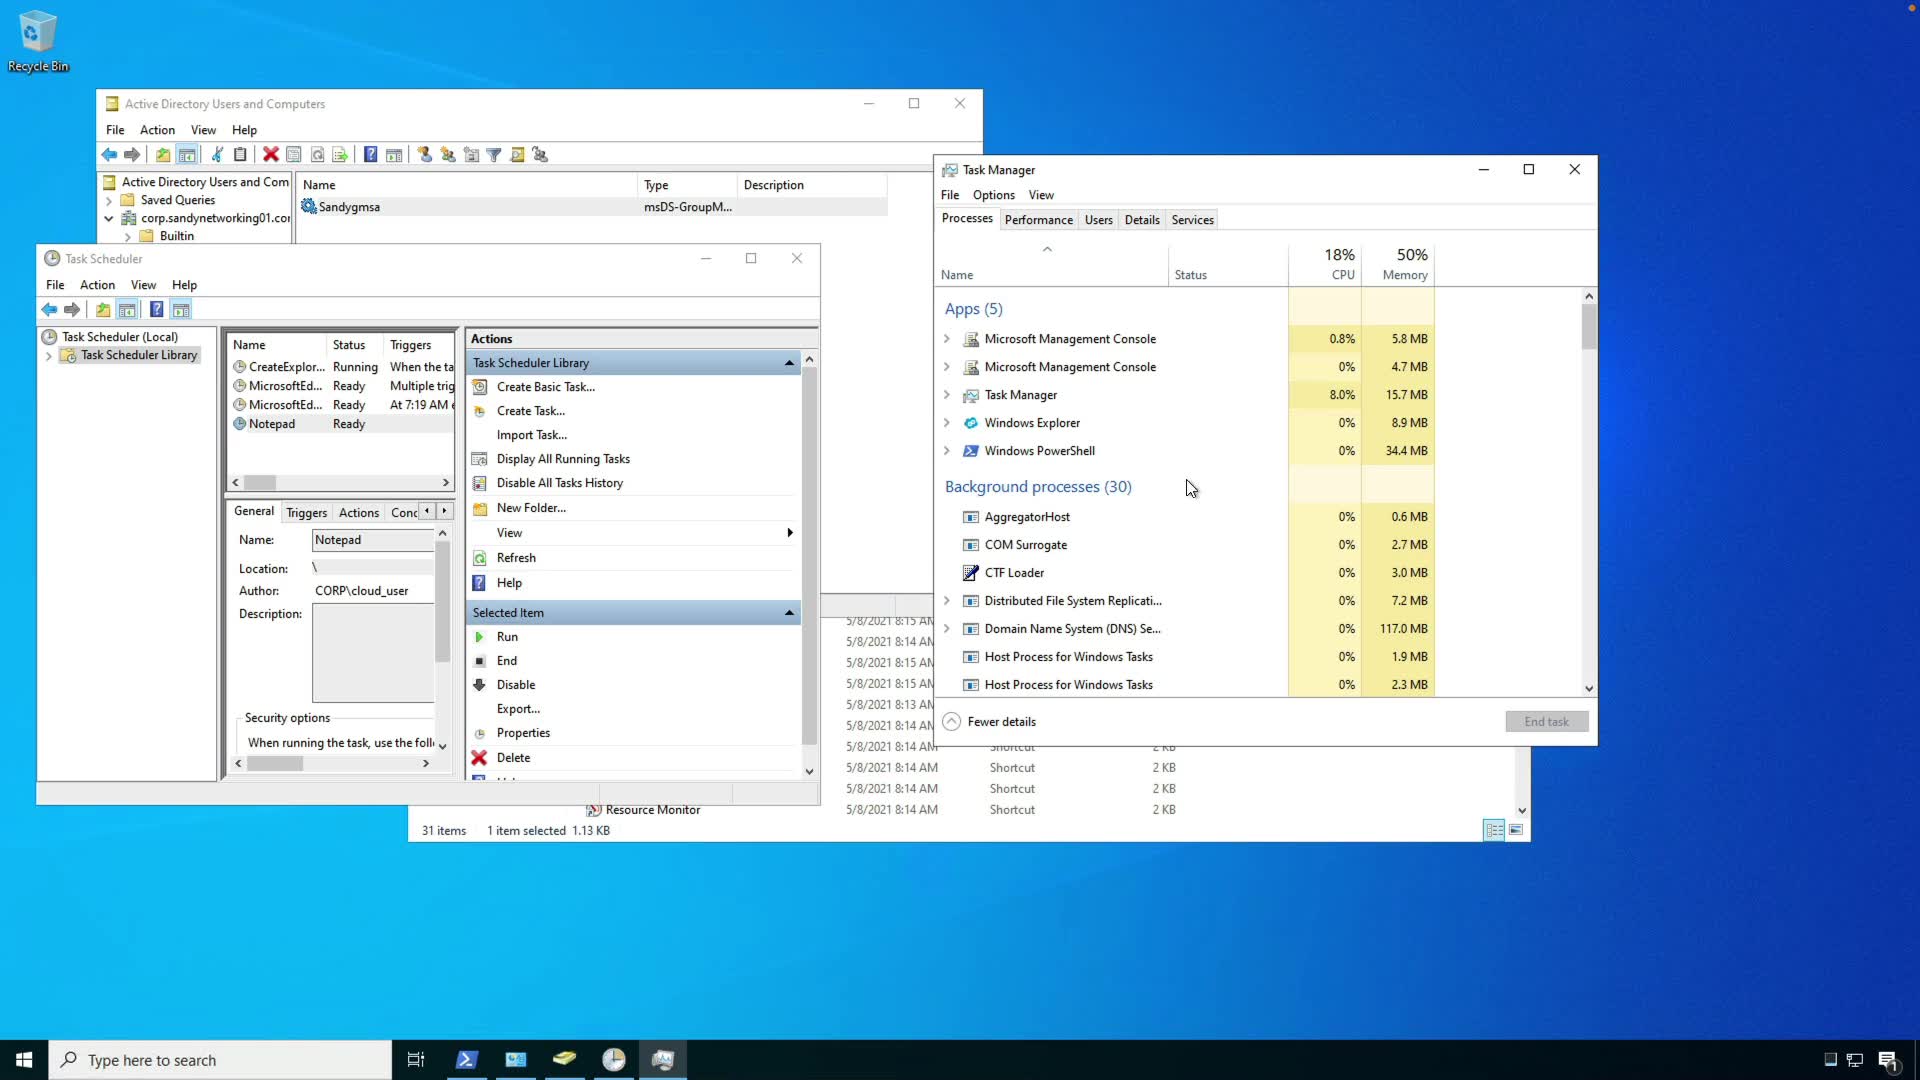 Recycle Bin
Active Directory Users and Computers
File Action View Help
Active Directory Users and Com
Saved Queries
corp.sandynetworking01.cor
Builtin
Name Type Description
Sandygmsa msDS-GroupM...
Task Scheduler
File Action View Help
Task Scheduler (Local)
Task Scheduler Library
Name Status Triggers
CreateExplor... Running When the ta
MicrosoftEd... Ready Multiple trig
MicrosoftEd... Ready At 7:19 AM e
Notepad Ready
General Triggers Actions Conc
Name: Notepad
Location: \
Author: CORP\cloud_user
Description:
Security options
When running the task, use the foll
Actions
Task Scheduler Library
Create Basic Task...
Create Task...
Import Task...
Display All Running Tasks
Disable All Tasks History
New Folder...
View
Refresh
Help
Selected Item
Run
End
Disable
Export...
Properties
Delete
Task Manager
File Options View
Processes Performance Users Details Services
18% 50%
Name Status CPU Memory
Apps (5)
Microsoft Management Console 0.8% 5.8 MB
Microsoft Management Console 0% 4.7 MB
Task Manager 8.0% 15.7 MB
Windows Explorer 0% 8.9 MB
Windows PowerShell 0% 34.4 MB
Background processes (30)
AggregatorHost 0% 0.6 MB
COM Surrogate 0% 2.7 MB
CTF Loader 0% 3.0 MB
Distributed File System Replicati... 0% 7.2 MB
Domain Name System (DNS) Se... 0% 117.0 MB
Host Process for Windows Tasks 0% 1.9 MB
Host Process for Windows Tasks 0% 2.3 MB
Fewer details End task
5/8/2021 8:15 AM
5/8/2021 8:14 AM
5/8/2021 8:15 AM
5/8/2021 8:15 AM
5/8/2021 8:13 AM
5/8/2021 8:14 AM
5/8/2021 8:14 AM Shortcut 2 KB
5/8/2021 8:14 AM Shortcut 2 KB
5/8/2021 8:14 AM Shortcut 2 KB
Resource Monitor 5/8/2021 8:14 AM Shortcut 2 KB
31 items 1 item selected 1.13 KB
Type here to search
1